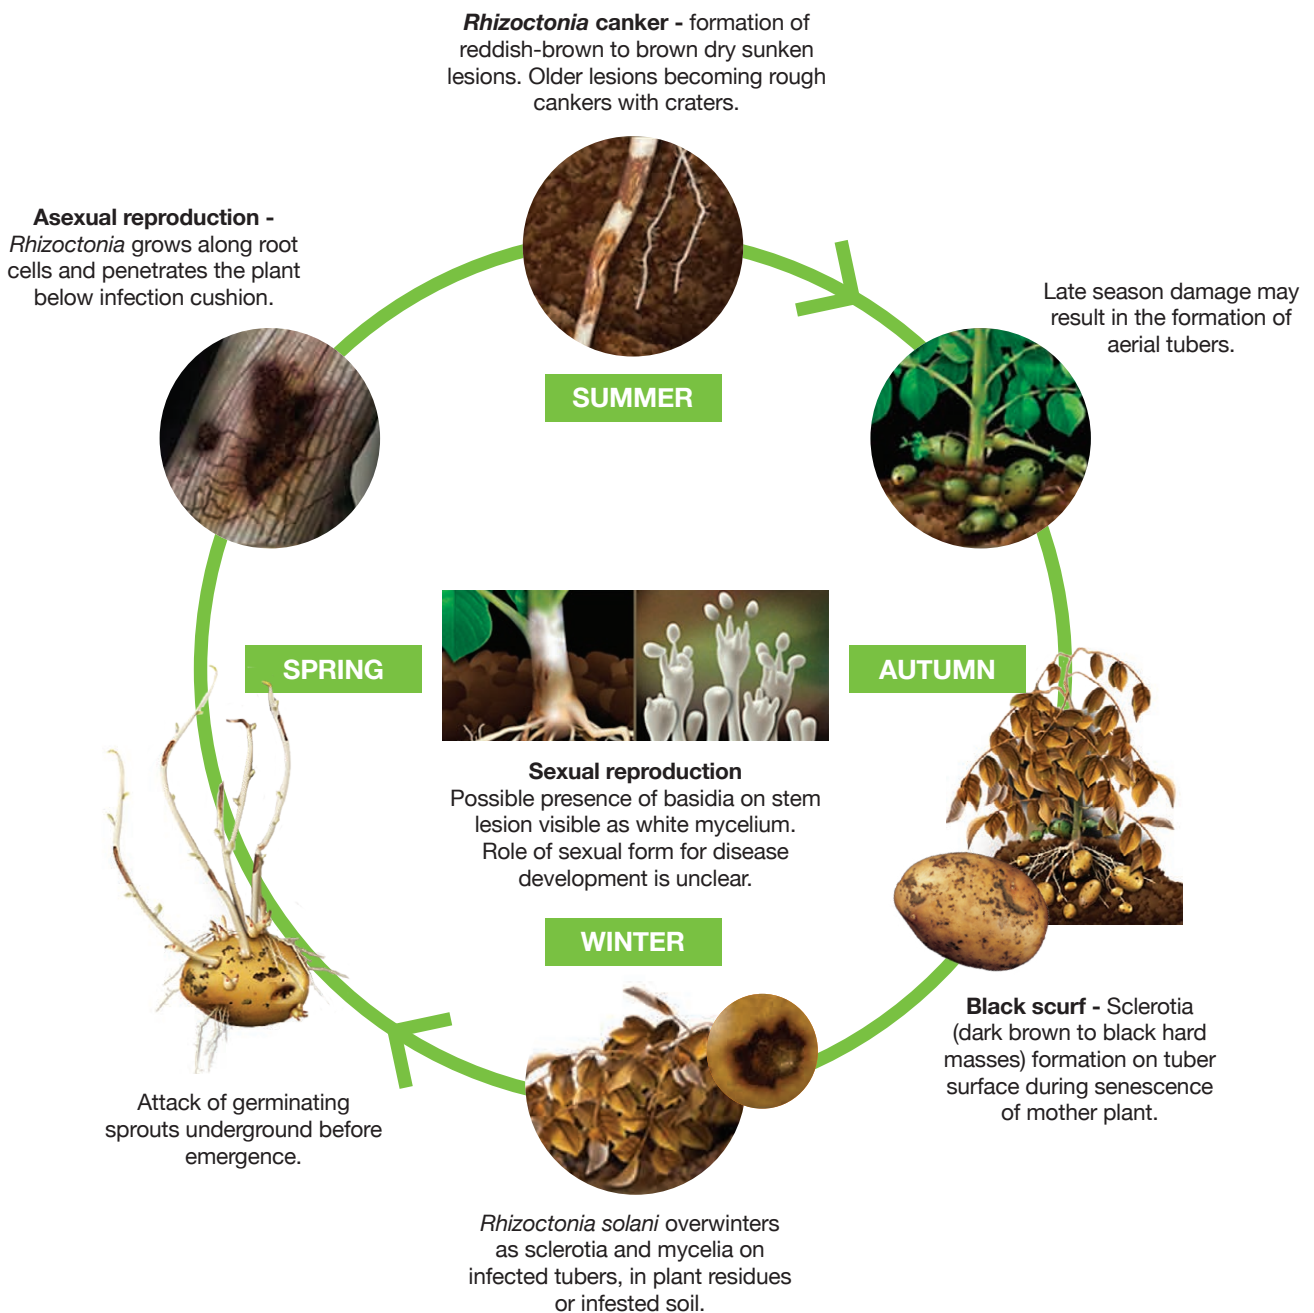 Rhizoctonia canker - formation of
reddish-brown to brown dry sunken
lesions. Older lesions becoming rough
cankers with craters.
Asexual reproduction -
Rhizoctonia grows along root
cells and penetrates the plant
below infection cushion.
Late season damage may
result in the formation of
aerial tubers.
SUMMER
SPRING
AUTUMN
Sexual reproduction
Possible presence of basidia on stem
lesion visible as white mycelium.
Role of sexual form for disease
development is unclear.
WINTER
Black scurf - Sclerotia
(dark brown to black hard
masses) formation on tuber
surface during senescence
of mother plant.
Attack of germinating
sprouts underground before
emergence.
Rhizoctonia solani overwinters
as sclerotia and mycelia on
infected tubers, in plant residues
or infested soil.